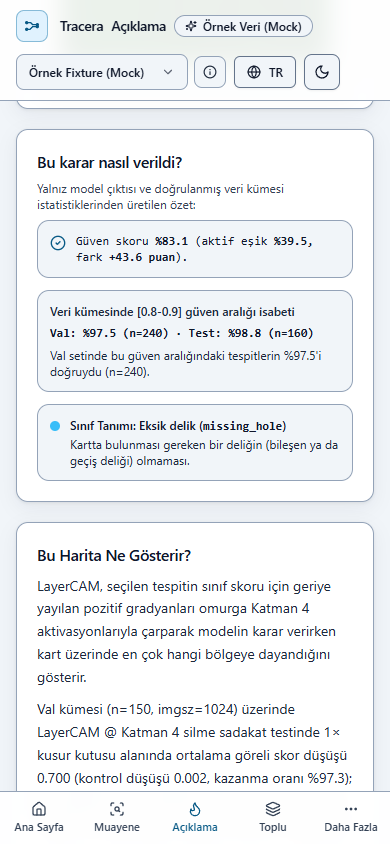 Tracera Açıklama Örnek Veri (Mock)
Örnek Fixture (Mock) TR
Bu karar nasıl verildi?
Yalnız model çıktısı ve doğrulanmış veri kümesi
istatistiklerinden üretilen özet:
Güven skoru %83.1 (aktif eşik %39.5,
fark +43.6 puan).
Veri kümesinde [0.8-0.9] güven aralığı isabeti
Val: %97.5 (n=240) · Test: %98.8 (n=160)
Val setinde bu güven aralığındaki tespitlerin %97.5'i
doğruydu (n=240).
Sınıf Tanımı: Eksik delik (missing_hole)
Kartta bulunması gereken bir deliğin (bileşen ya da
geçiş deliği) olmaması.
Bu Harita Ne Gösterir?
LayerCAM, seçilen tespitin sınıf skoru için geriye
yayılan pozitif gradyanları omurga Katman 4
aktivasyonlarıyla çarparak modelin karar verirken
kart üzerinde en çok hangi bölgeye dayandığını
gösterir.
Val kümesi (n=150, imgsz=1024) üzerinde
LayerCAM @ Katman 4 silme sadakat testinde 1×
kusur kutusu alanında ortalama göreli skor düşüşü
0.700 (kontrol düşüşü 0.002, kazanma oranı %97.3);
Ana Sayfa Muayene Açıklama Toplu Daha Fazla